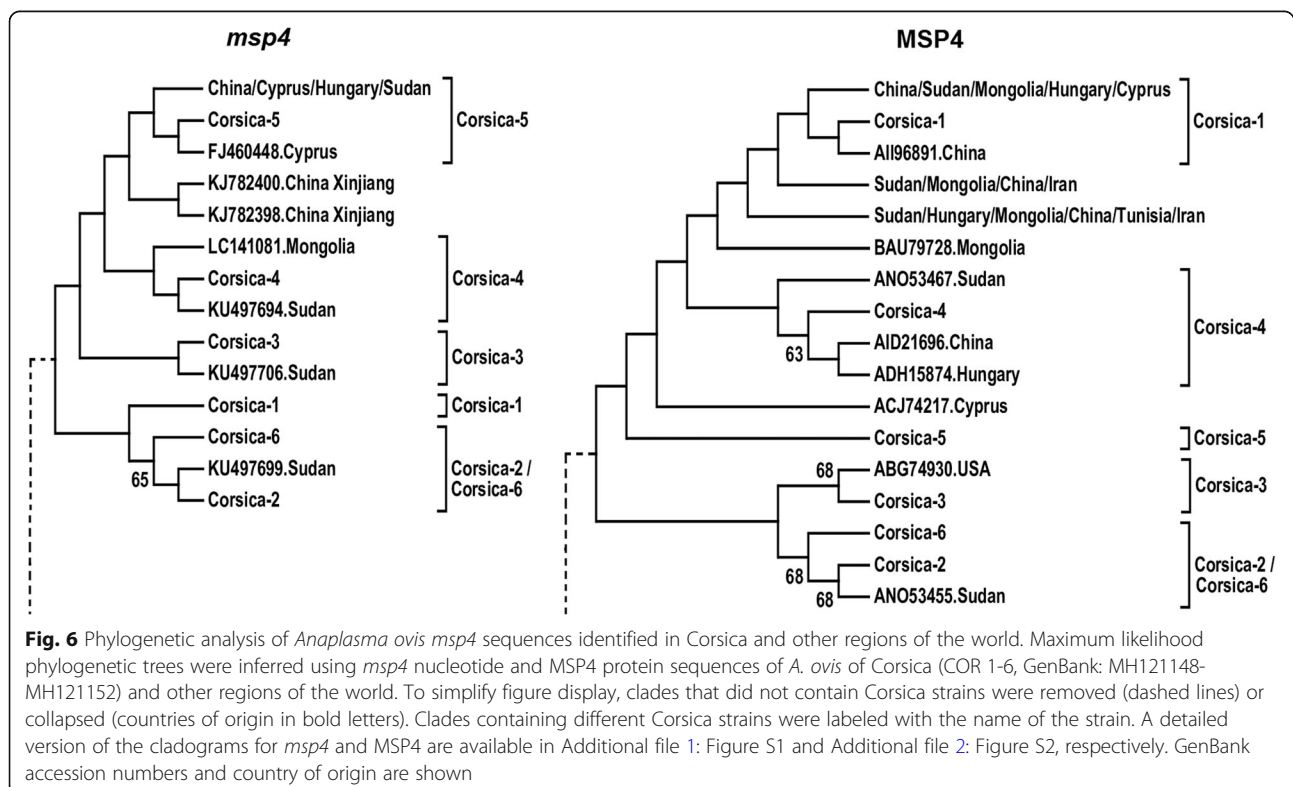 msp4
China/Cyprus/Hungary/Sudan
Corsica-5
FJ460448.Cyprus
Corsica-5
KJ782400.China Xinjiang
KJ782398.China Xinjiang
LC141081.Mongolia
Corsica-4
KU497694.Sudan
Corsica-4
Corsica-3
KU497706.Sudan
Corsica-3
Corsica-1
Corsica-1
Corsica-6
KU497699.Sudan
65
Corsica-2
Corsica-2 /
Corsica-6
MSP4
China/Sudan/Mongolia/Hungary/Cyprus
Corsica-1
AII96891.China
Corsica-1
Sudan/Mongolia/China/Iran
Sudan/Hungary/Mongolia/China/Tunisia/Iran
BAU79728.Mongolia
ANO53467.Sudan
Corsica-4
63
AID21696.China
ADH15874.Hungary
Corsica-4
ACJ74217.Cyprus
Corsica-5
Corsica-5
68
ABG74930.USA
Corsica-3
Corsica-3
Corsica-6
68
Corsica-2
68
ANO53455.Sudan
Corsica-2 /
Corsica-6
Fig. 6 Phylogenetic analysis of Anaplasma ovis msp4 sequences identified in Corsica and other regions of the world. Maximum likelihood
phylogenetic trees were inferred using msp4 nucleotide and MSP4 protein sequences of A. ovis of Corsica (COR 1-6, GenBank: MH121148-
MH121152) and other regions of the world. To simplify figure display, clades that did not contain Corsica strains were removed (dashed lines) or
collapsed (countries of origin in bold letters). Clades containing different Corsica strains were labeled with the name of the strain. A detailed
version of the cladograms for msp4 and MSP4 are available in Additional file 1: Figure S1 and Additional file 2: Figure S2, respectively. GenBank
accession numbers and country of origin are shown